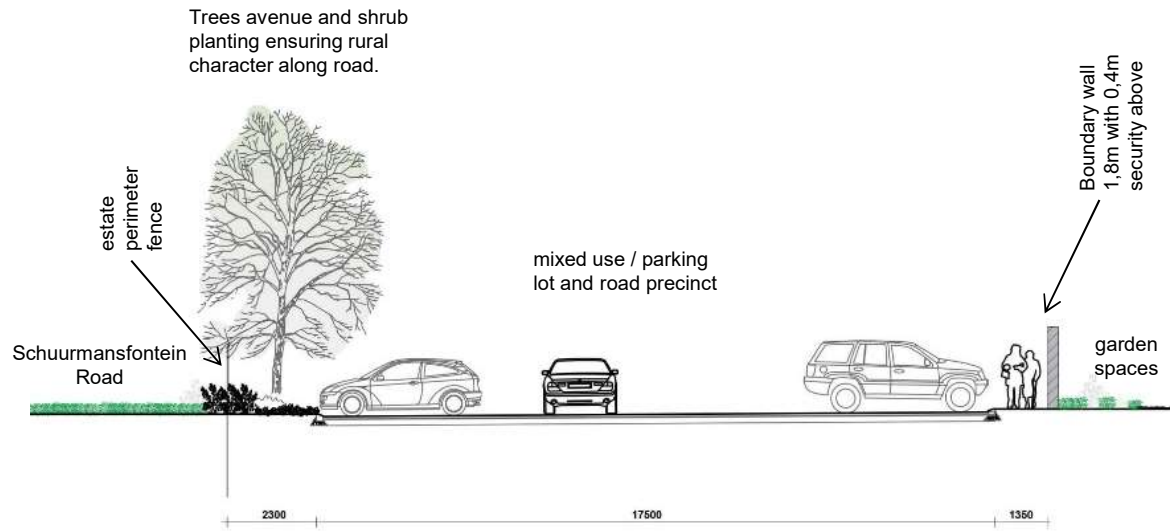 Trees avenue and shrub
planting ensuring rural
character along road.
estate
perimeter
fence
Boundary wall
1,8m with 0,4m
security above
mixed use / parking
lot and road precinct
Schuurmansfontein
Road
garden
spaces
2300
17500
1350